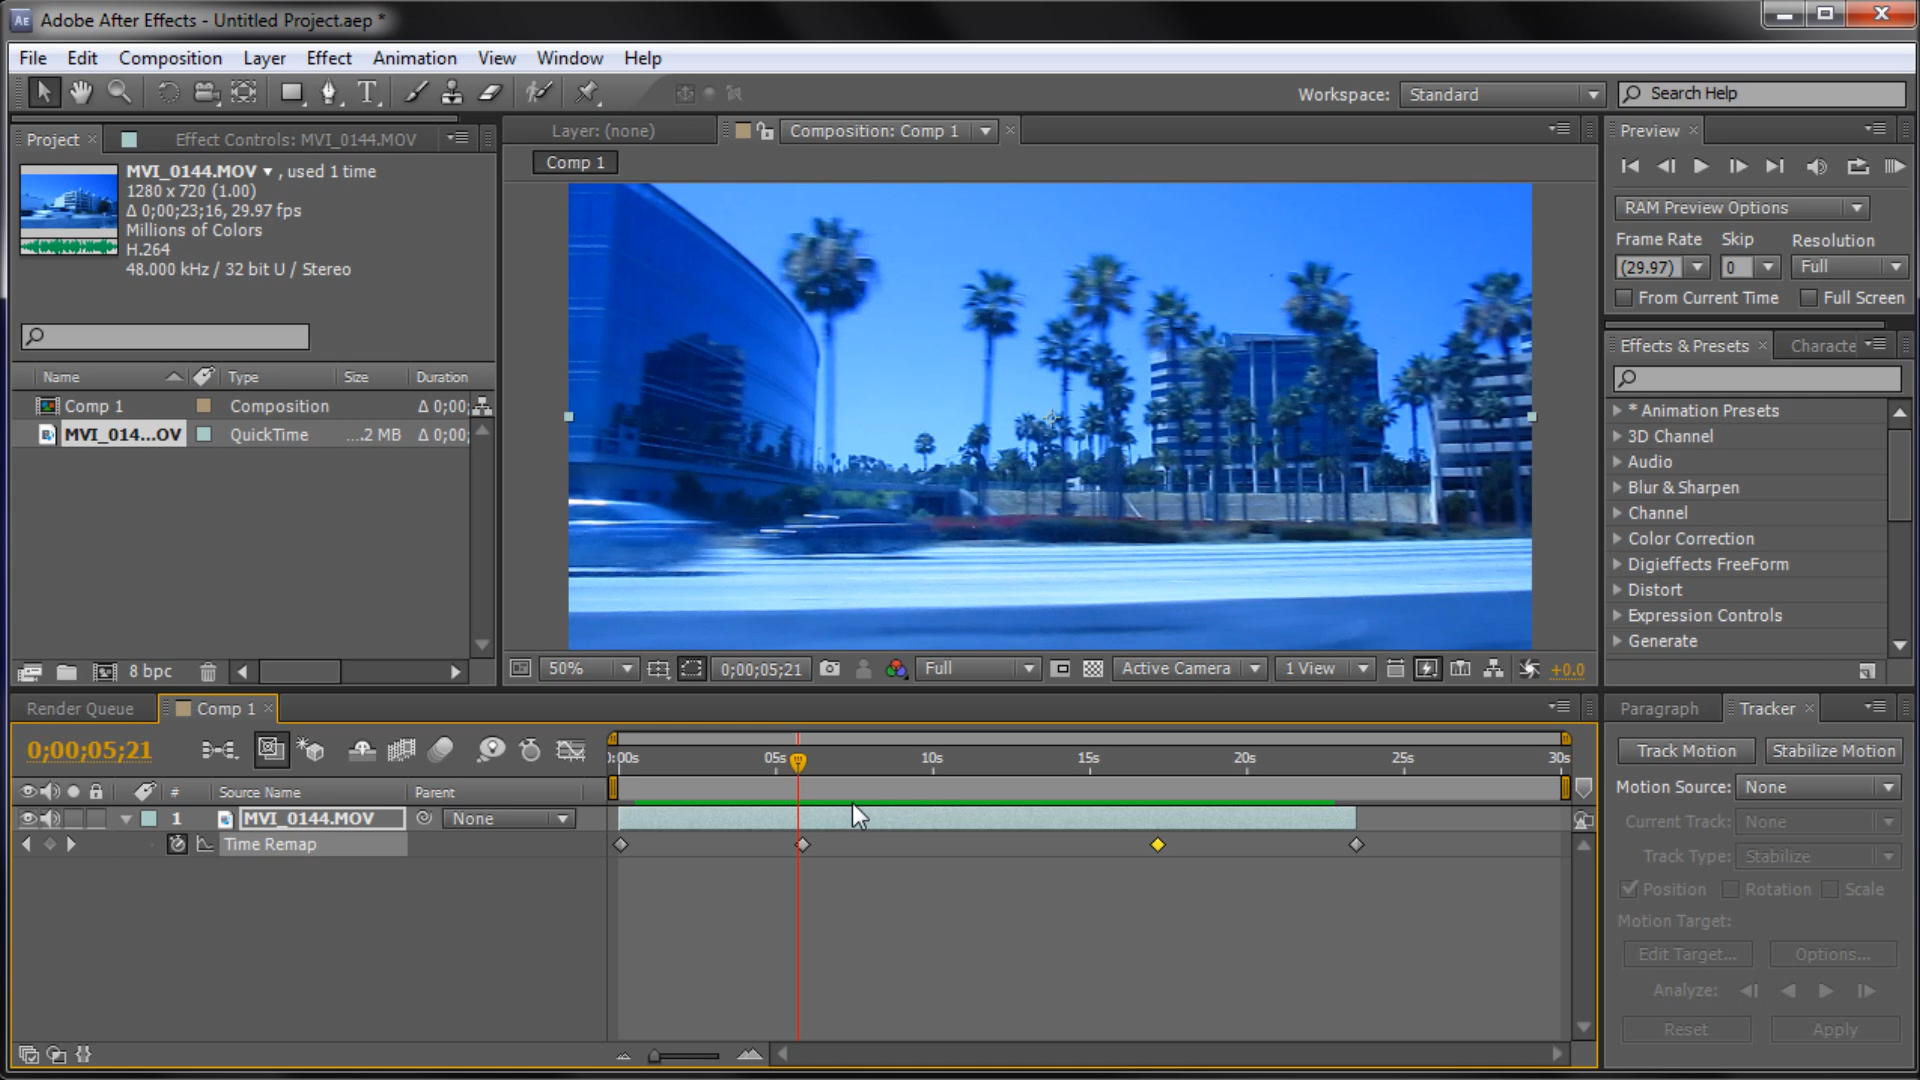 Adobe After Effects - Untitled Project.aep *
File Edit Composition Layer Effect Animation View Window Help
Workspace: Standard Search Help
Project Effect Controls: MVI_0144.MOV
Layer: (none) Composition: Comp 1
Preview
MVI_0144.MOV , used 1 time
1280 x 720 (1.00)
Δ 0;00;23;16, 29.97 fps
Millions of Colors
H.264
48.000 kHz / 32 bit U / Stereo
Comp 1
RAM Preview Options
Frame Rate Skip Resolution
(29.97) 0 Full
From Current Time Full Screen
Effects & Presets Characte
Name Type Size Duration
Comp 1 Composition Δ 0;00;
MVI_014...OV QuickTime ....2 MB Δ 0;00;
* Animation Presets
3D Channel
Audio
Blur & Sharpen
Channel
Color Correction
Digieffects FreeForm
Distort
Expression Controls
Generate
8 bpc
50% 0;00;05;21 Full Active Camera 1 View +0.0
Render Queue Comp 1
Paragraph Tracker
0;00;05;21
):00s 05s 10s 15s 20s 25s 30s
# Source Name Parent
1 MVI_0144.MOV None
Time Remap
Track Motion Stabilize Motion
Motion Source: None
Current Track: None
Track Type: Stabilize
Position Rotation Scale
Motion Target:
Edit Target... Options...
Analyze:
Reset Apply